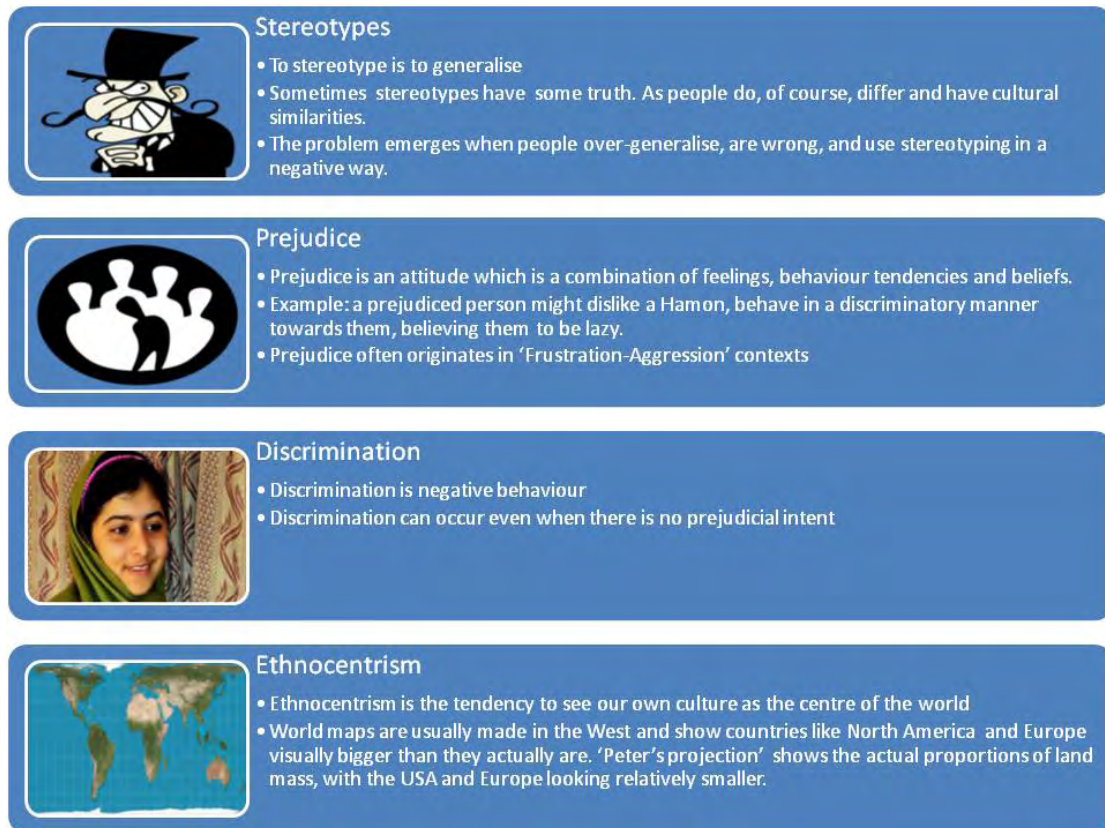 Stereotypes
• To stereotype is to generalise
• Sometimes stereotypes have some truth. As people do, of course, differ and have cultural
similarities.
• The problem emerges when people over-generalise, are wrong, and use stereotyping in a
negative way.
Prejudice
• Prejudice is an attitude which is a combination of feelings, behaviour tendencies and beliefs.
• Example: a prejudiced person might dislike a Hamon, behave in a discriminatory manner
towards them, believing them to be lazy.
• Prejudice often originates in ‘Frustration-Aggression’ contexts
Discrimination
• Discrimination is negative behaviour
• Discrimination can occur even when there is no prejudicial intent
Ethnocentrism
• Ethnocentrism is the tendency to see our own culture as the centre of the world
• World maps are usually made in the West and show countries like North America and Europe
visually bigger than they actually are. ‘Peter’s projection’ shows the actual proportions of land
mass, with the USA and Europe looking relatively smaller.